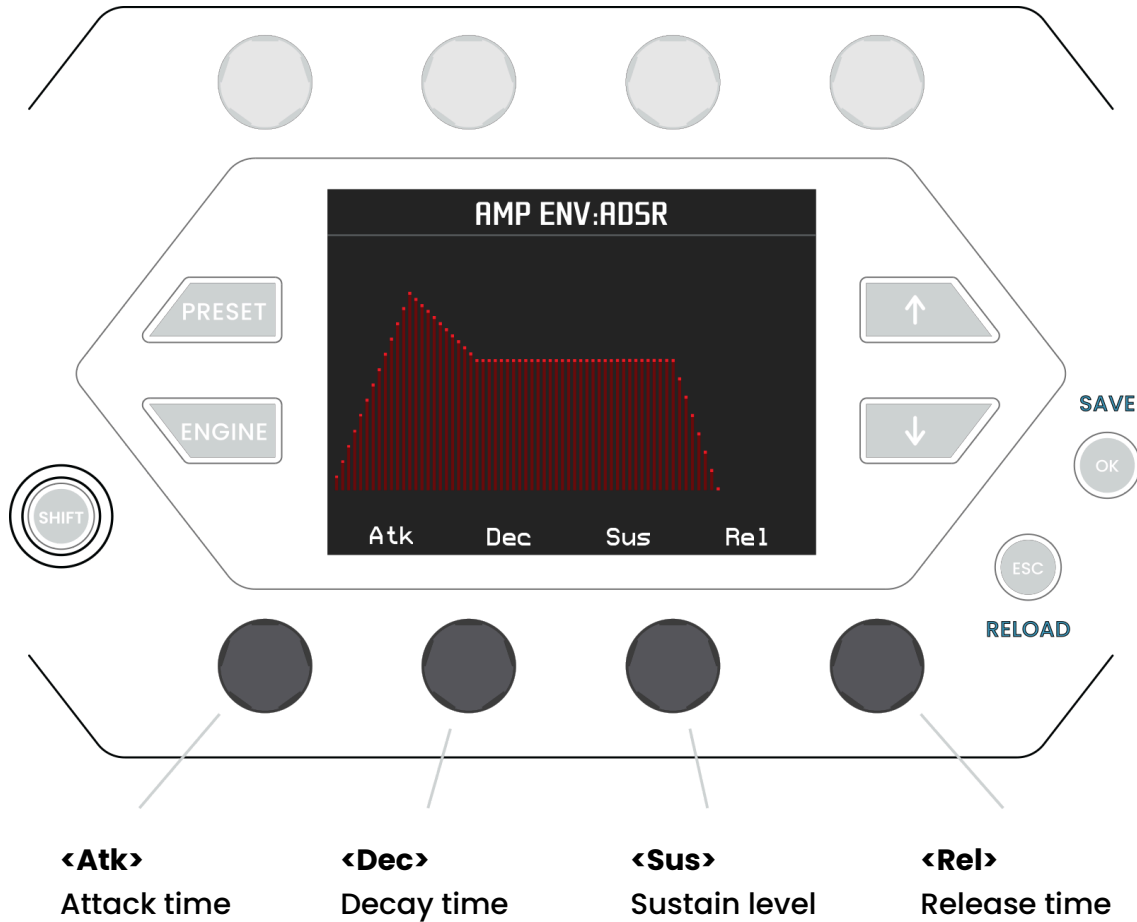 AMP ENV:ADSR
PRESET
↑
ENGINE
↓
SAVE
OK
SHIFT
Atk Dec Sus Rel
ESC
RELOAD
<Atk> <Dec> <Sus> <Rel>
Attack time Decay time Sustain level Release time